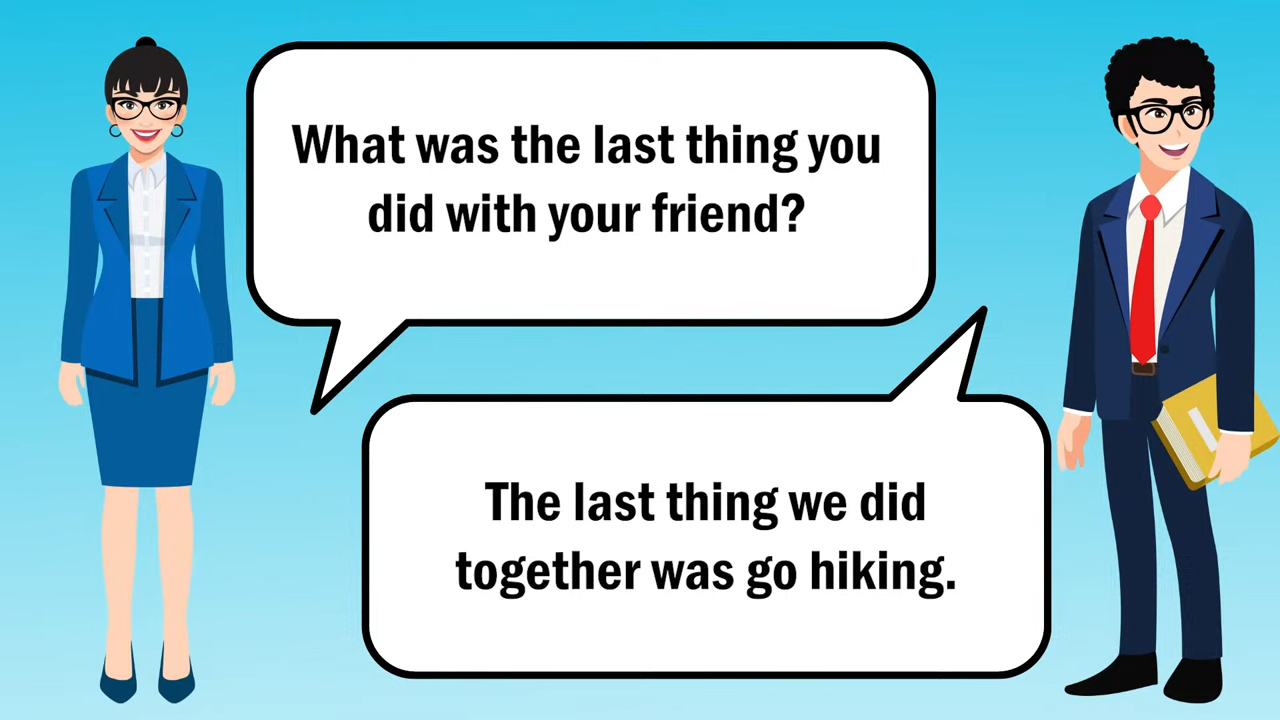 What was the last thing you
did with your friend?
The last thing we did
together was go hiking.